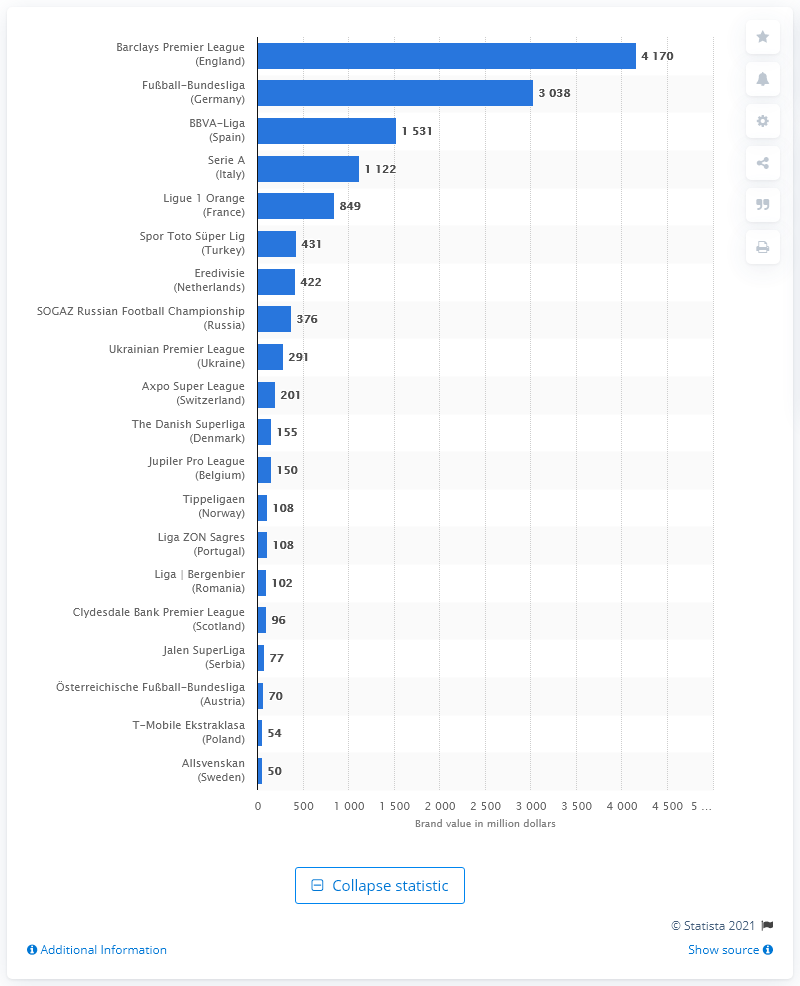 Barclays Premier League
(England)
4 170
Fußball-Bundesliga
(Germany)
3 038
BBVA-Liga
(Spain)
1 531
Serie A
(Italy)
1 122
Ligue 1 Orange
(France)
849
Spor Toto Süper Lig
(Turkey)
431
Eredivisie
(Netherlands)
422
SOGAZ Russian Football Championship
(Russia)
376
Ukrainian Premier League
(Ukraine)
291
Axpo Super League
(Switzerland)
201
The Danish Superliga
(Denmark)
155
Jupiler Pro League
(Belgium)
150
Tippeligaen
(Norway)
108
Liga ZON Sagres
(Portugal)
108
Liga | Bergenbier
(Romania)
102
Clydesdale Bank Premier League
(Scotland)
96
Jalen SuperLiga
(Serbia)
77
Österreichische Fußball-Bundesliga
(Austria)
70
T-Mobile Ekstraklasa
(Poland)
54
Allsvenskan
(Sweden)
50
0 500 1 000 1 500 2 000 2 500 3 000 3 500 4 000 4 500 5 ...
Brand value in million dollars
Collapse statistic
© Statista 2021
Additional Information
Show source